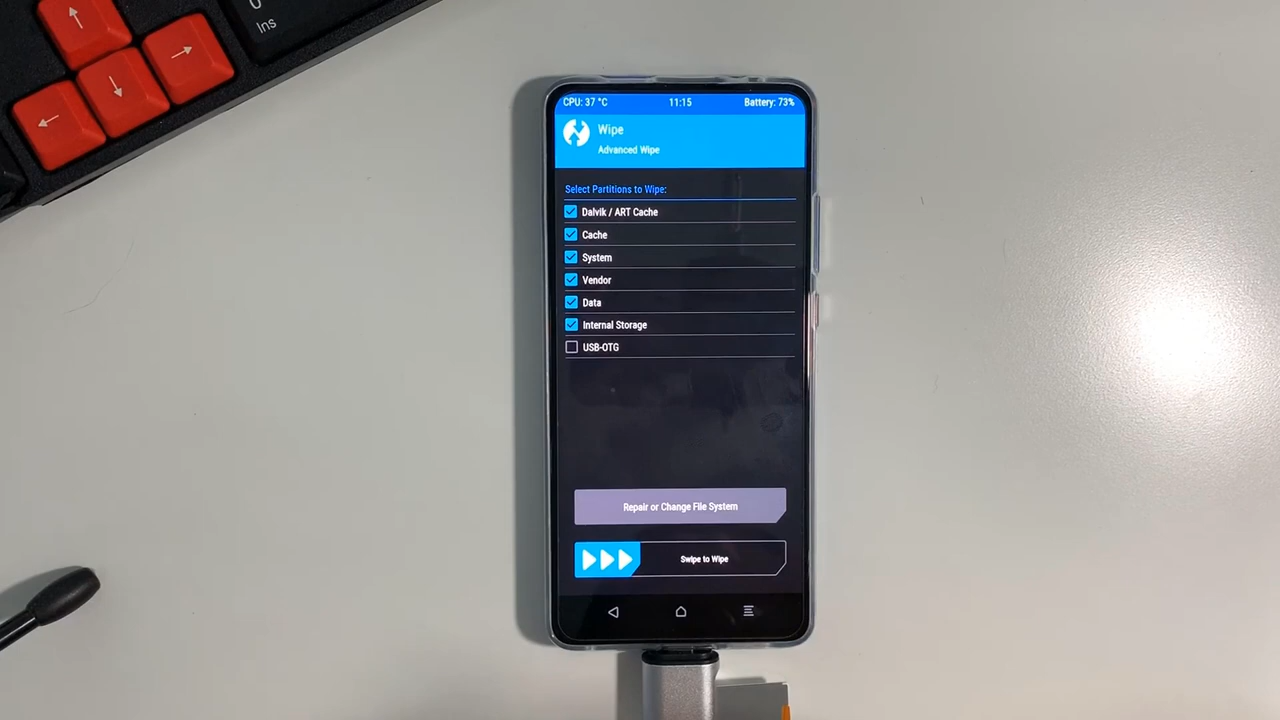 Ins
CPU: 37 °C 11:15 Battery: 73%
Wipe
Advanced Wipe
Select Partitions to Wipe:
Dalvik / ART Cache
Cache
System
Vendor
Data
Internal Storage
USB-OTG
Repair or Change File System
Swipe to Wipe